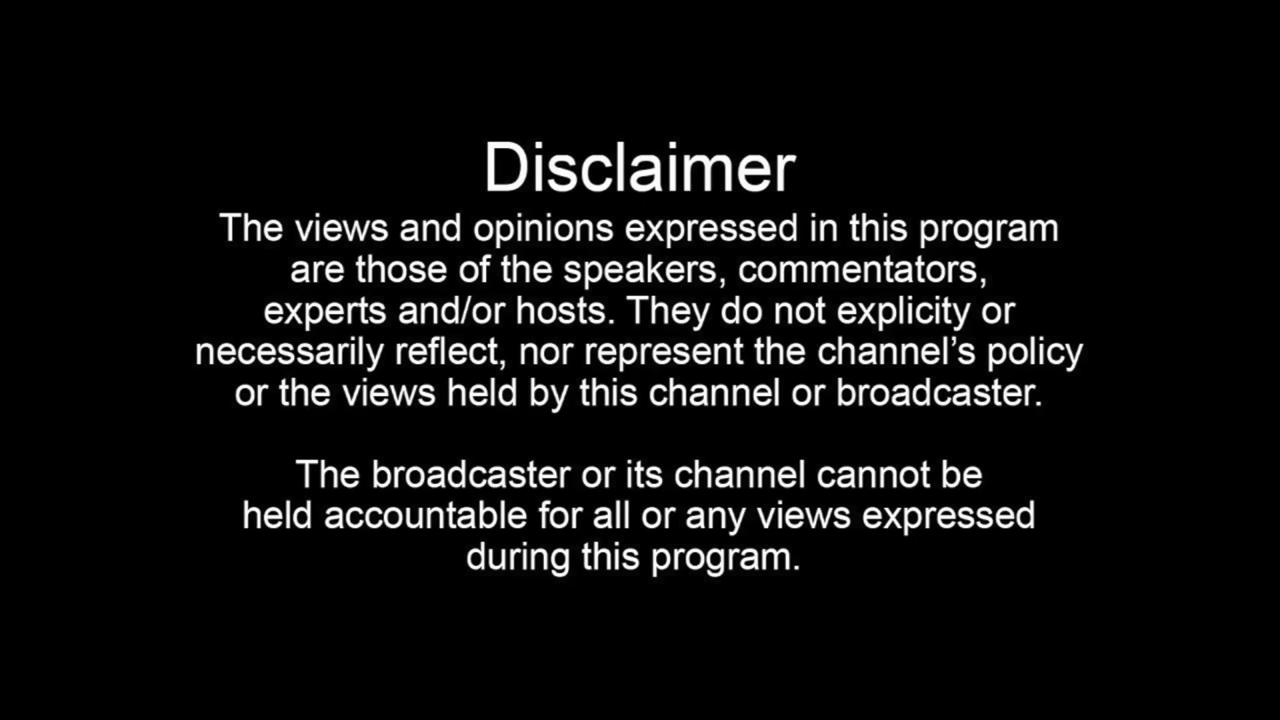 Disclaimer
The views and opinions expressed in this program
are those of the speakers, commentators,
experts and/or hosts. They do not explicity or
necessarily reflect, nor represent the channel’s policy
or the views held by this channel or broadcaster.
The broadcaster or its channel cannot be
held accountable for all or any views expressed
during this program.